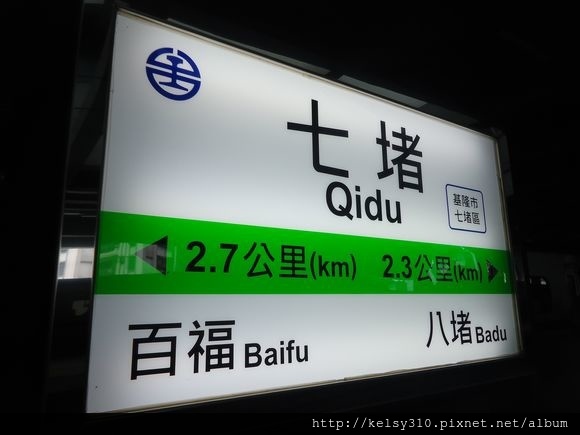 七堵
Qidu
基隆市
七堵區
2.7公里(km) 2.3公里(km)
百福 Baifu 八堵 Badu
http://kelsy310.pixnet.net/album